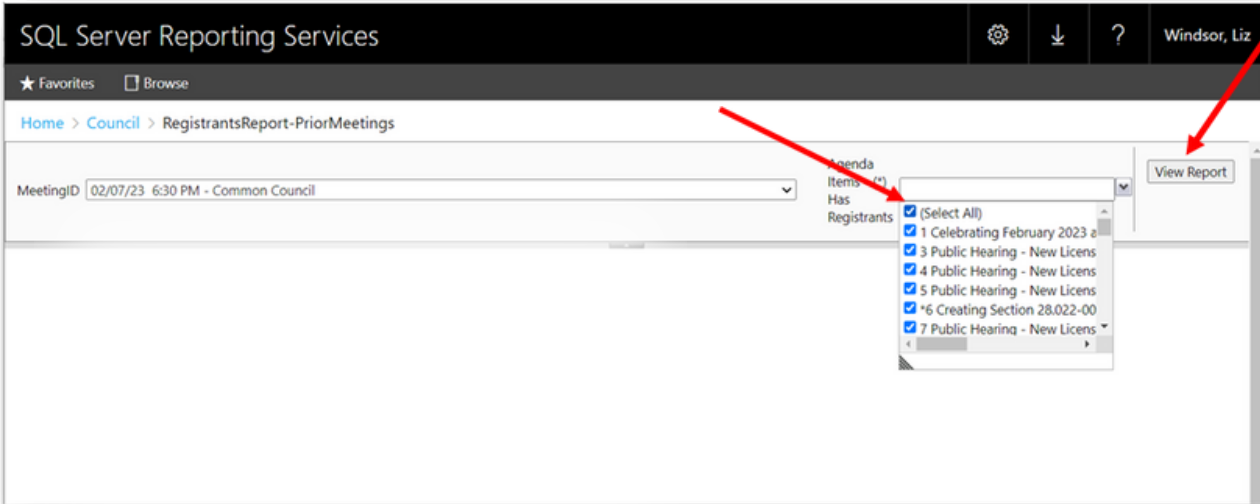 SQL Server Reporting Services
? Windsor, Liz
Favorites Browse
Home > Council > RegistrantsReport-PriorMeetings
MeetingID 02/07/23 6:30 PM - Common Council
Agenda
Items - (*)
Has
Registrants
View Report
(Select All)
1 Celebrating February 2023 a
3 Public Hearing - New Licens
4 Public Hearing - New Licens
5 Public Hearing - New Licens
*6 Creating Section 28.022-00
7 Public Hearing - New Licens